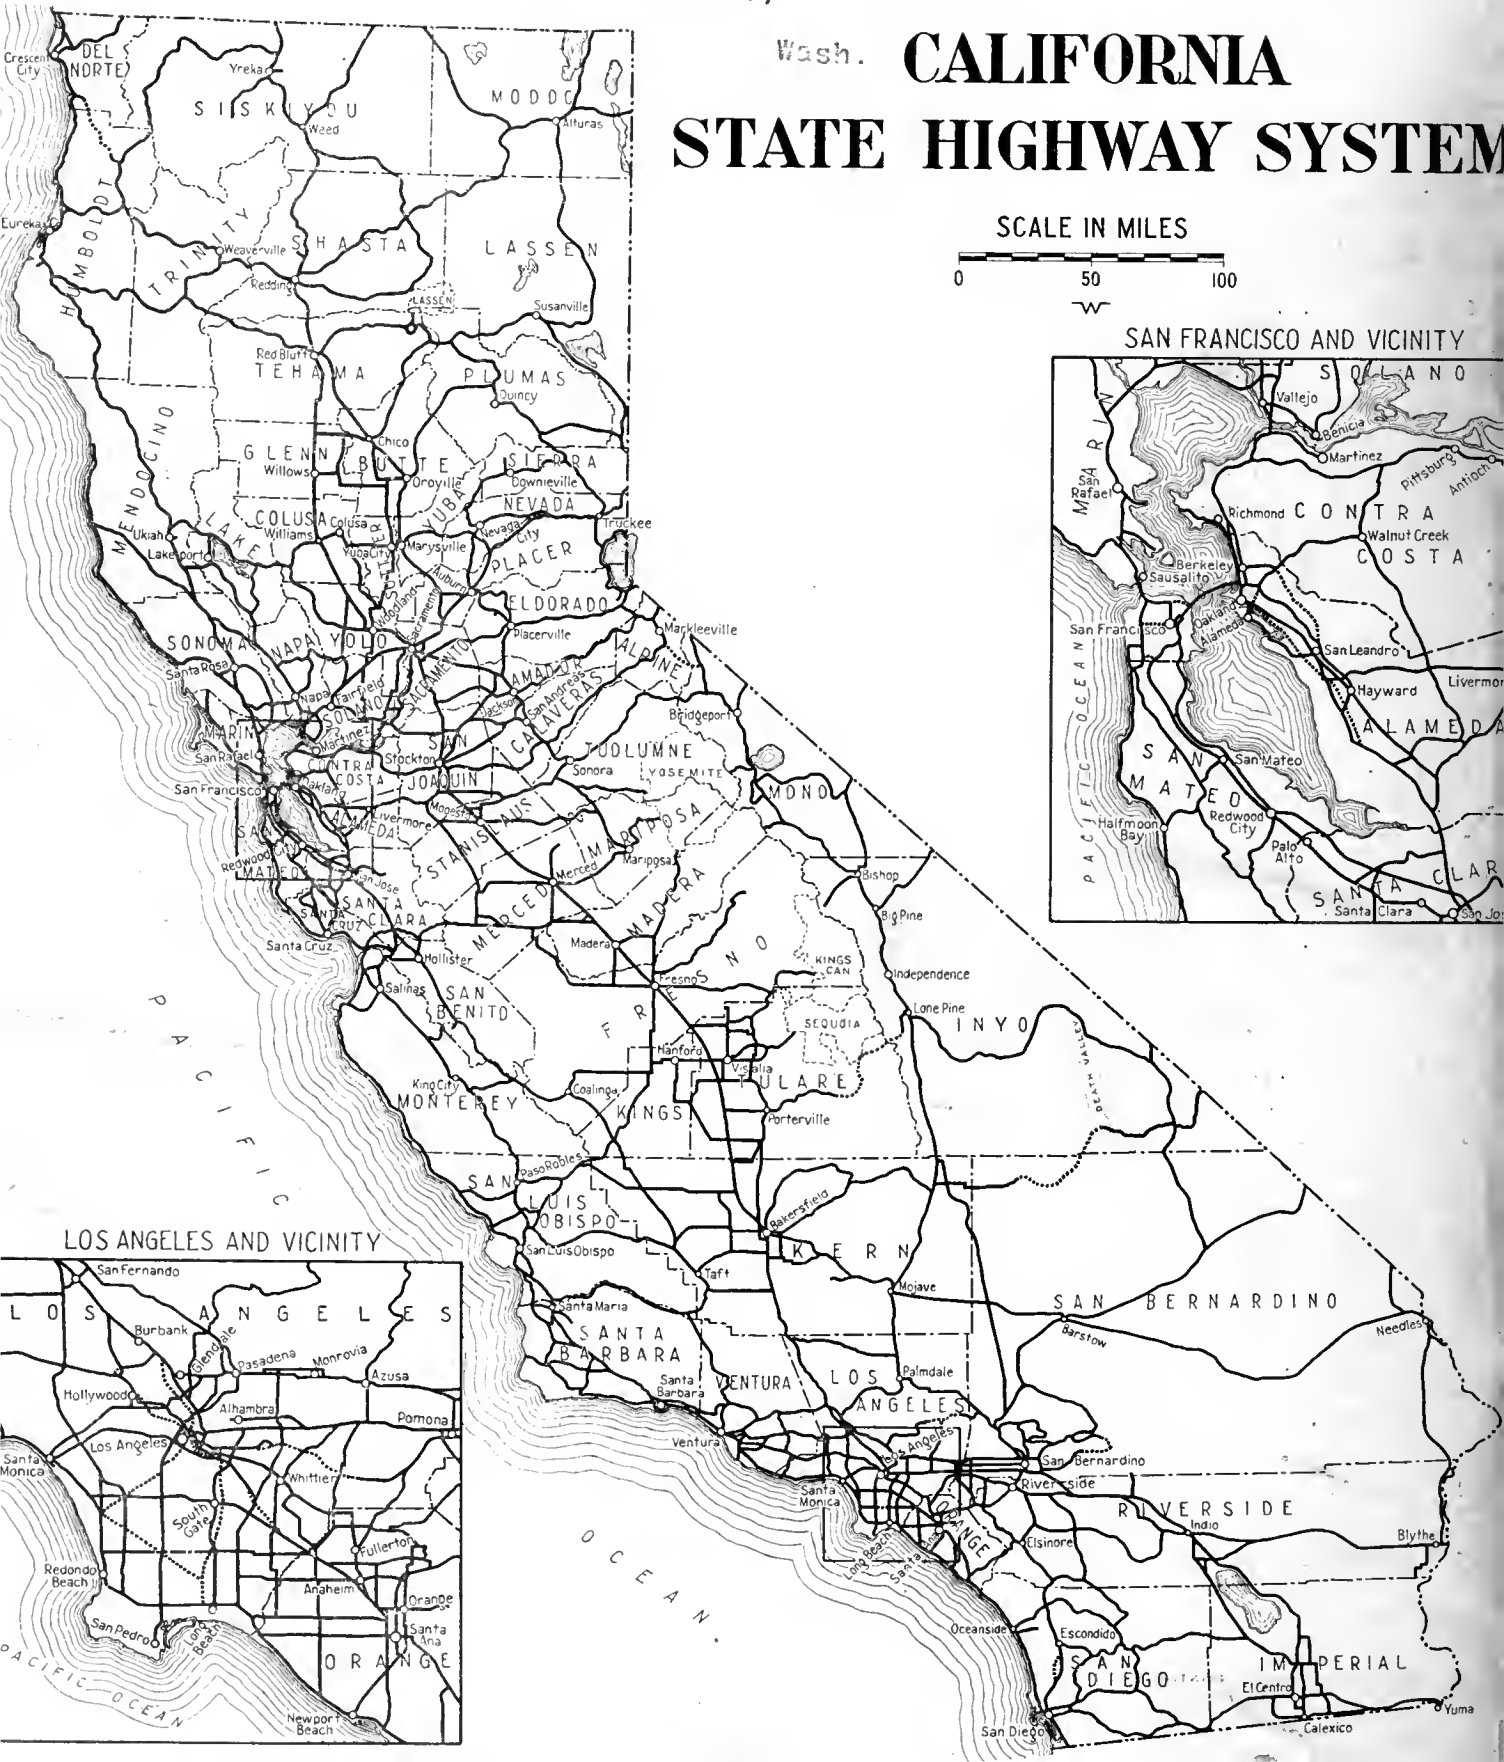 Wash.
CALIFORNIA
STATE HIGHWAY SYSTEM
SCALE IN MILES
0 50 100
SAN FRANCISCO AND VICINITY
SOLANO
Vallejo
Benicia
Martinez
Pittsburg
Antioch
MARIN
San
Rafael
Richmond
CONTRA
COSTA
Walnut Creek
Berkeley
Sausalito
Oakland
Alameda
San Francisco
San Leandro
Hayward
Livermor
ALAMEDA
SAN
MATEO
San Mateo
Redwood
City
Halfmoon
Bay
Palo
Alto
SANTA CLAR
Santa Clara
San Jo
PACIFIC OCEAN
Crescen
City
DEL
NORTE
Yreka
SISKIYOU
Weed
MODOC
Alturas
Eureka
HUMBOLDT
TRINITY
Weaverville
SHASTA
LASSEN
Redding
LASSEN
Susanville
Red Bluff
TEHAMA
PLUMAS
Quincy
MENDOCINO
Chico
GLENN
BUTTE
Willows
Oroville
SIERRA
Downieville
YUBA
NEVADA
Nevada
City
Truckee
COLUSA
Colusa
Williams
Ukiah
LAKE
Lakeport
SUTTER
Yuba City
Marysville
PLACER
Auburn
ELDORADO
Placerville
Woodland
Sacramento
SONOMA
NAPA
YOLO
Santa Rosa
Markleeville
ALPINE
AMADOR
SACRAMENTO
Napa
Fairfield
SOLANO
Jackson
San Andreas
CALAVERAS
Bridgeport
MARIN
Martinez
San Rafael
CONTRA
COSTA
SAN
JOAQUIN
Stockton
TUOLUMNE
Sonora
YOSEMITE
MONO
San Francisco
Oakland
ALAMEDA
Livermore
Modesto
STANISLAUS
MARIPOSA
Mariposa
SAN
MATEO
Redwood City
San Jose
Merced
MERCED
MADERA
Bishop
SANTA
CLARA
SANTA
CRUZ
Santa Cruz
Big Pine
Madera
Hollister
Fresno
FRESNO
KINGS
CAN
Independence
Salinas
SAN
BENITO
SEQUOIA
Lone Pine
INYO
DEATH VALLEY
Hanford
Visalia
TULARE
King City
MONTEREY
Coalinga
KINGS
Porterville
PACIFIC
OCEAN
Paso Robles
SAN
LUIS
OBISPO
Bakersfield
KERN
San Luis Obispo
Taft
Mojave
SAN BERNARDINO
Santa Maria
SANTA
BARBARA
Barstow
Needles
Santa
Barbara
VENTURA
LOS
ANGELES
Palmdale
Ventura
Los Angeles
San Bernardino
Santa
Monica
Riverside
RIVERSIDE
ORANGE
Indio
Blythe
Elsinore
Long Beach
Santa Ana
Oceanside
Escondido
SAN
DIEGO
IMPERIAL
El Centro
San Diego
Calexico
Yuma
LOS ANGELES AND VICINITY
San Fernando
LOS ANGELES
Burbank
Glendale
Pasadena
Monrovia
Azusa
Hollywood
Alhambra
Pomona
Los Angeles
Santa
Monica
Whittier
South
Gate
Fullerton
Redondo
Beach
Anaheim
Orange
San Pedro
Long
Beach
Santa
Ana
ORANGE
PACIFIC OCEAN
Newport
Beach